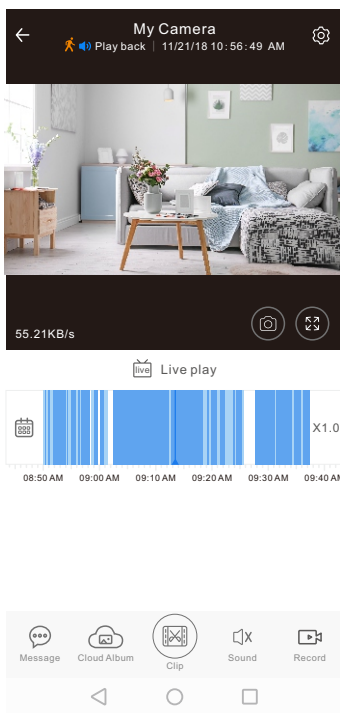 My Camera
Play back | 11/21/18 10:56:49 AM
55.21KB/s
live Live play
X1.0
08:50 AM 09:00 AM 09:10 AM 09:20 AM 09:30 AM 09:40 AM
Message Cloud Album Clip Sound Record